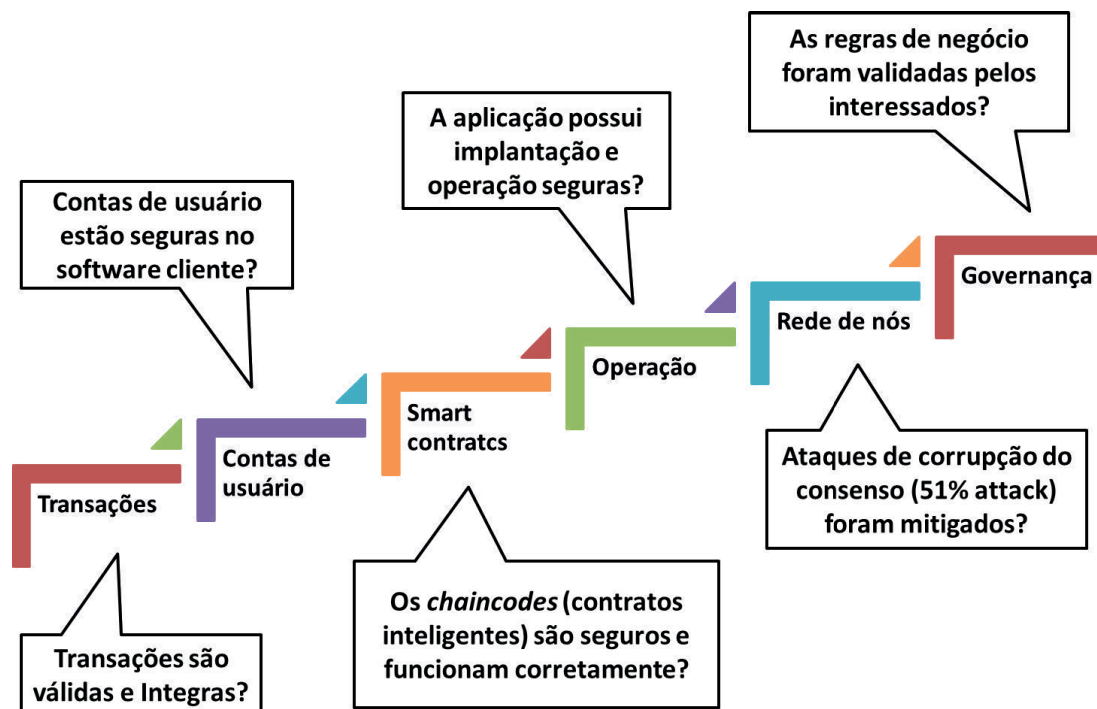 As regras de negócio
foram validadas pelos
interessados?
A aplicação possui
implantação e
operação seguras?
Contas de usuário
estão seguras no
software cliente?
Governança
Rede de nós
Operação
Smart
contratcs
Contas de
usuário
Transações
Ataques de corrupção do
consenso (51% attack)
foram mitigados?
Os chaincodes (contratos
inteligentes) são seguros e
funcionam corretamente?
Transações são
válidas e Integras?